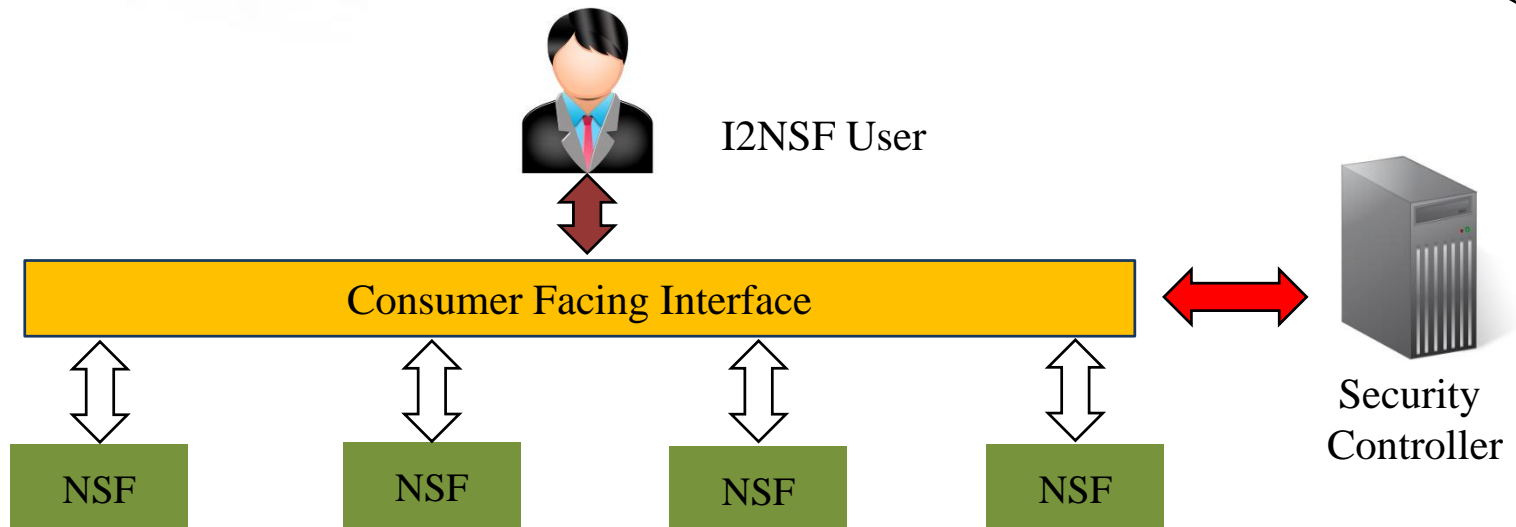 I2NSF User
Consumer Facing Interface
Security
Controller
NSF
NSF
NSF
NSF